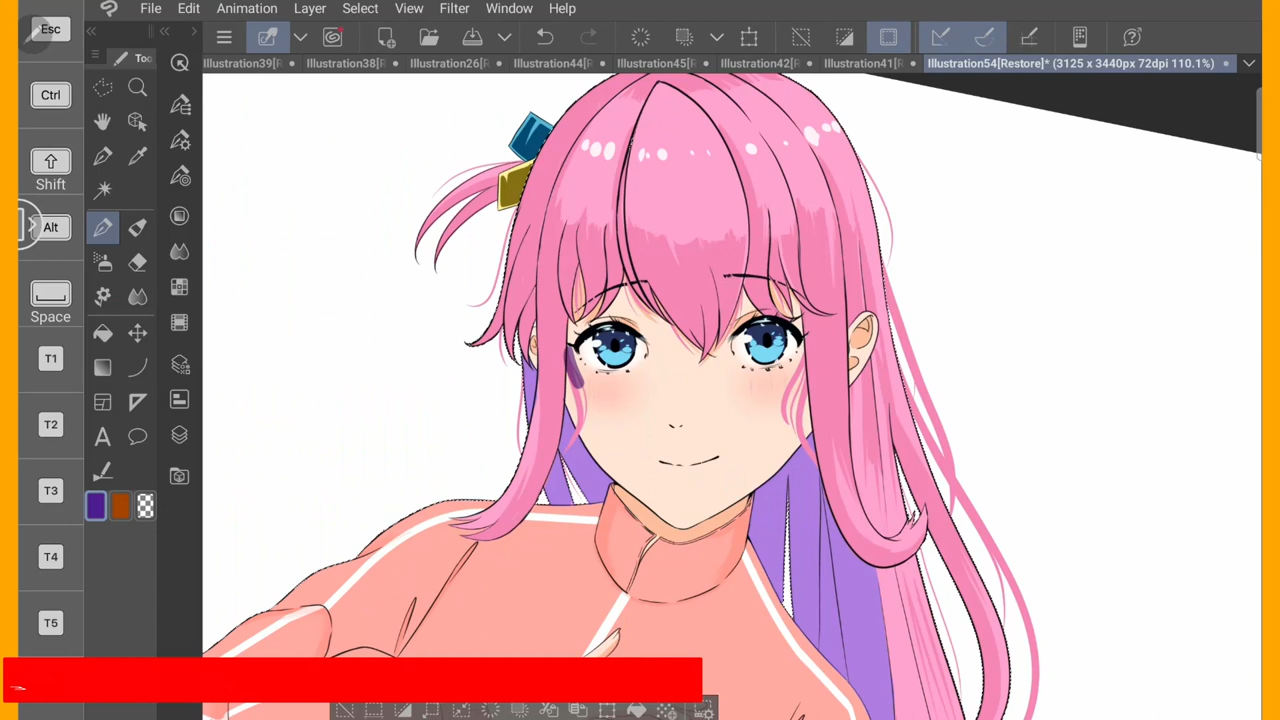 File Edit Animation Layer Select View Filter Window Help
Esc
Ctrl
Shift
Alt
Space
T1
T2
T3
T4
T5
Too
Illustration39[R Illustration38[R Illustration26[R Illustration44[R Illustration45[R Illustration42[R Illustration41[R Illustration54[Restore]* (3125 x 3440px 72dpi 110.1%)
A